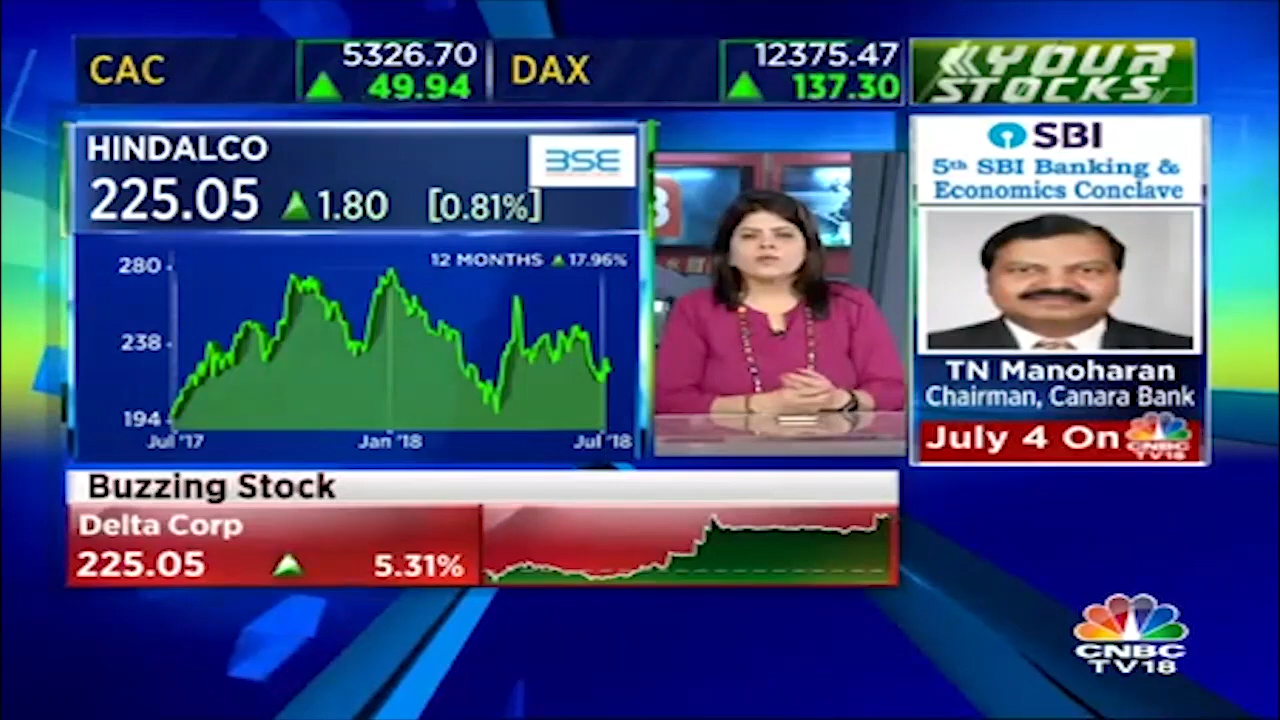 CAC
5326.70
▲ 49.94
DAX
12375.47
▲ 137.30
YOUR
STOCKS
HINDALCO
225.05 ▲ 1.80 [0.81%]
BSE
12 MONTHS ▲ 17.96%
280
238
194
Jul '17
Jan '18
Jul '18
SBI
5th SBI Banking &
Economics Conclave
TN Manoharan
Chairman, Canara Bank
July 4 On CNBC
TV18
Buzzing Stock
Delta Corp
225.05 ▲ 5.31%
CNBC
TV18